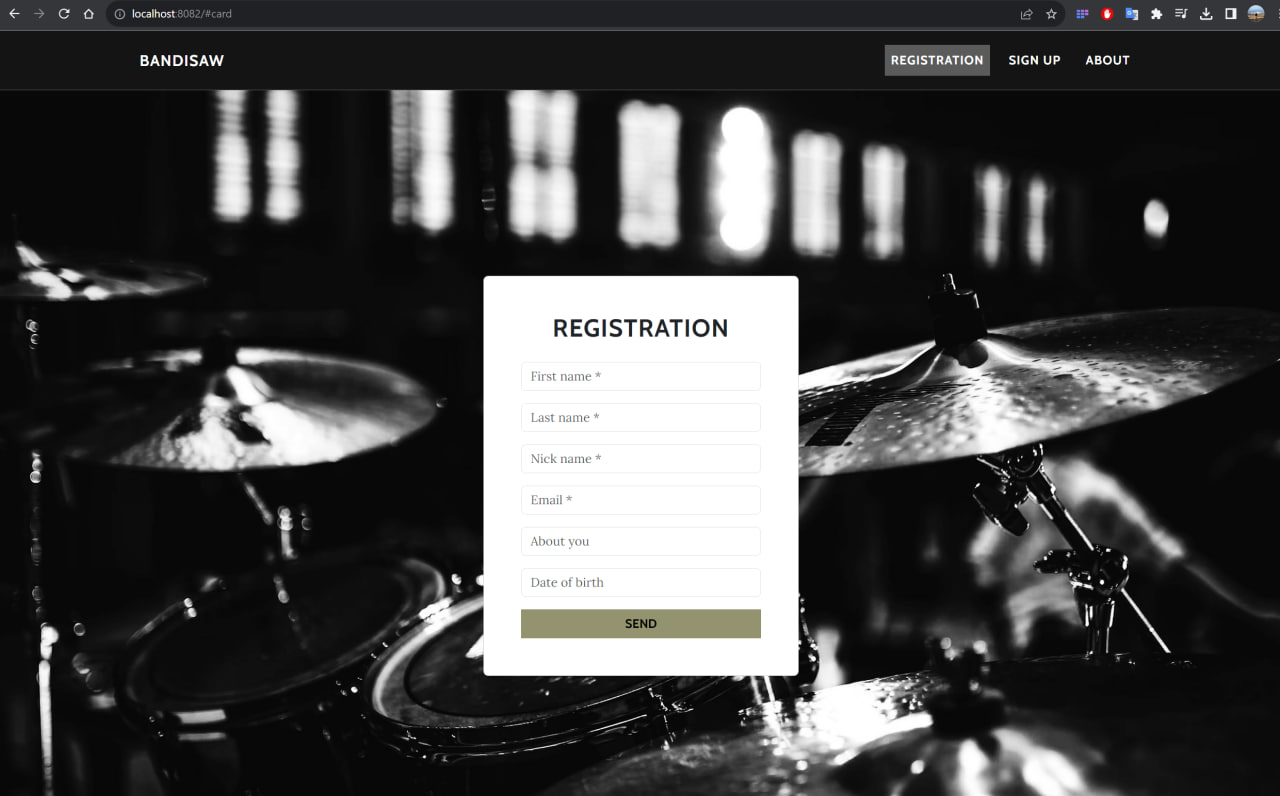 localhost:8082/#card
BANDISAW
REGISTRATION
SIGN UP
ABOUT
REGISTRATION
First name *
Last name *
Nick name *
Email *
About you
Date of birth
SEND